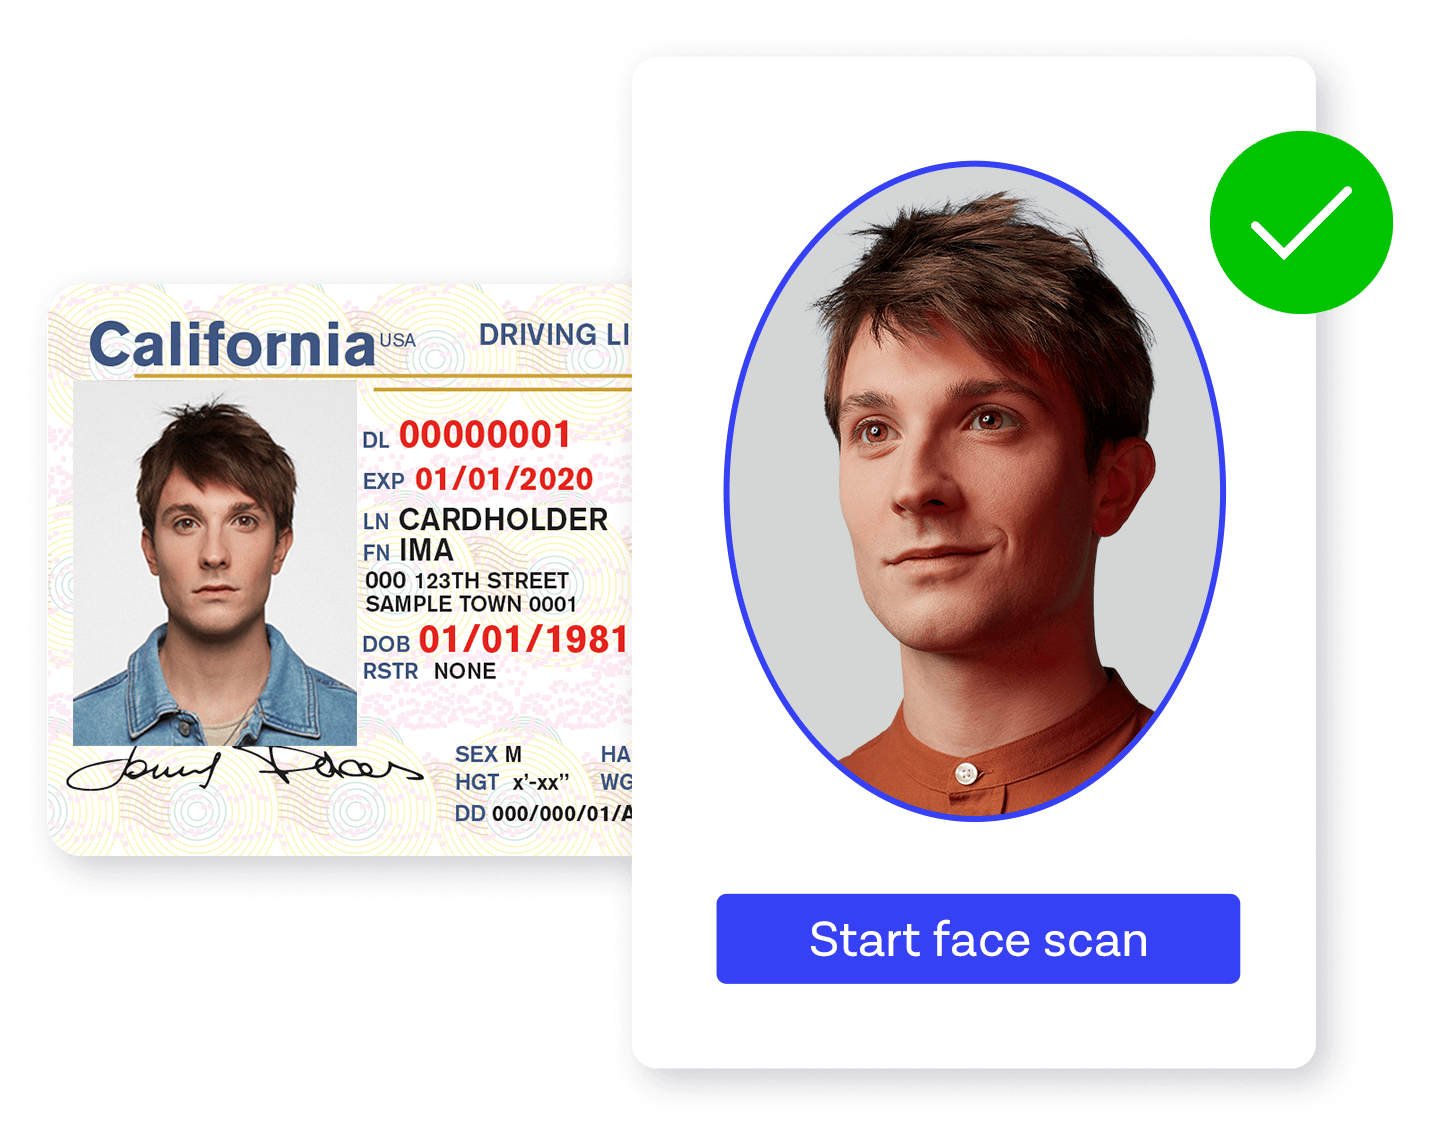 California USA
DRIVING LI
DL 00000001
EXP 01/01/2020
LN CARDHOLDER
FN IMA
000 123TH STREET
SAMPLE TOWN 0001
DOB 01/01/1981
RSTR NONE
SEX M HA
HGT x'-xx" WG
DD 000/000/01/A
Start face scan